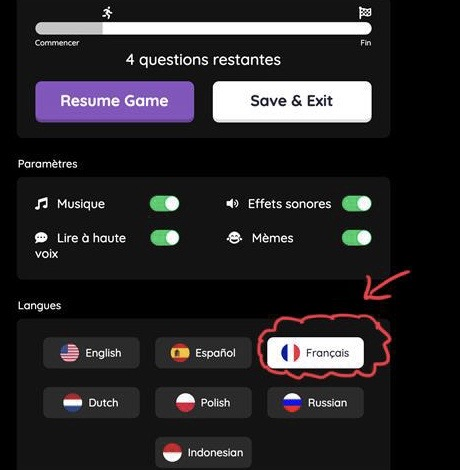 Commencer Fin
4 questions restantes
Resume Game Save & Exit
Paramètres
Musique Effets sonores
Lire à haute Mèmes
voix
Langues
English Español Français
Dutch Polish Russian
Indonesian